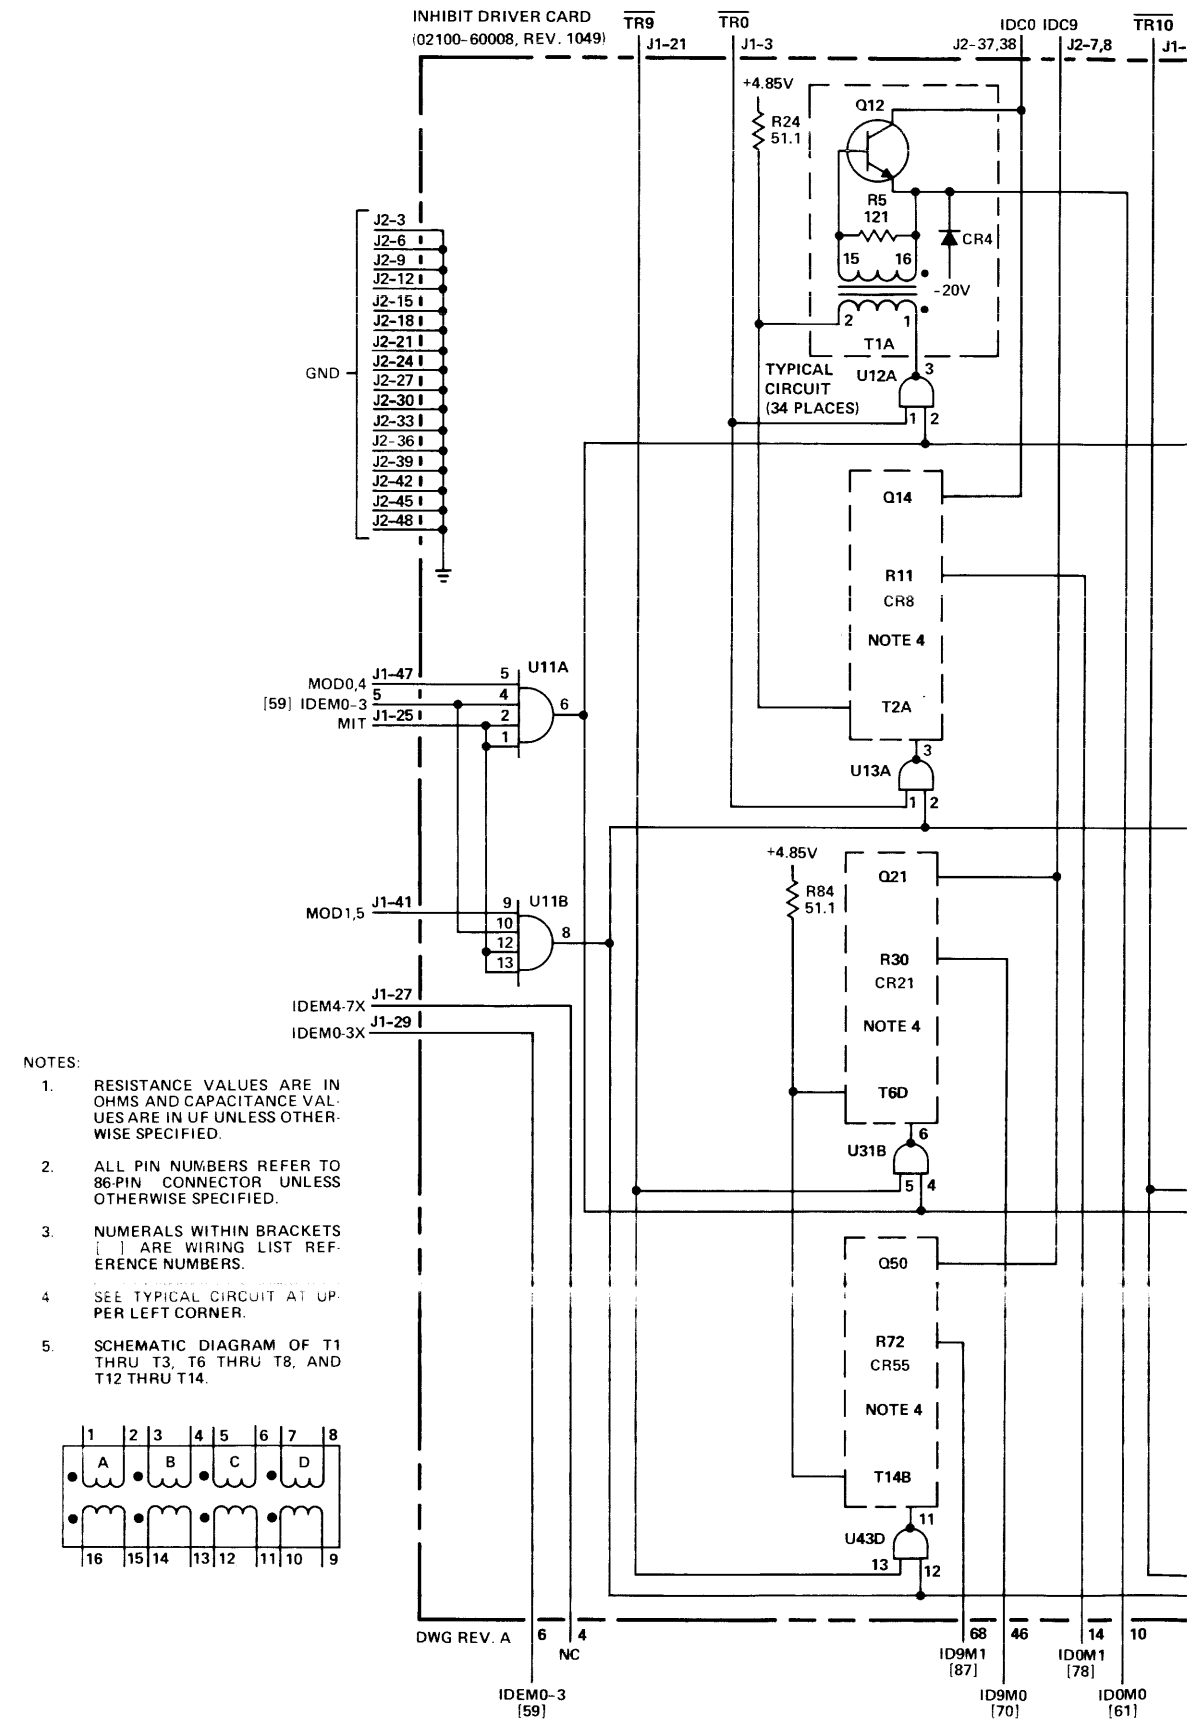 INHIBIT DRIVER CARD
(02100-60008, REV. 1049)
TR9
J1-21
TR0
J1-3
IDC0 IDC9
J2-37,38
J2-7,8
TR10
J1-
+4.85V
R24
51.1
Q12
R5
121
15 16
CR4
-20V
2 1
T1A
TYPICAL
CIRCUIT
(34 PLACES)
U12A
3
1 2
GND
J2-3
J2-6
J2-9
J2-12
J2-15
J2-18
J2-21
J2-24
J2-27
J2-30
J2-33
J2-36
J2-39
J2-42
J2-45
J2-48
Q14
R11
CR8
NOTE 4
T2A
3
U13A
1 2
MOD0,4 J1-47 5
[59] IDEM0-3 5 4
MIT J1-25 2
1
U11A
6
+4.85V
R84
51.1
Q21
R30
CR21
NOTE 4
T6D
6
U31B
5 4
MOD1,5 J1-41 9
10
12
13
U11B
8
IDEM4-7X J1-27
IDEM0-3X J1-29
NOTES:
1. RESISTANCE VALUES ARE IN
OHMS AND CAPACITANCE VAL-
UES ARE IN UF UNLESS OTHER-
WISE SPECIFIED.
2. ALL PIN NUMBERS REFER TO
86-PIN CONNECTOR UNLESS
OTHERWISE SPECIFIED.
3. NUMERALS WITHIN BRACKETS
[ ] ARE WIRING LIST REF-
ERENCE NUMBERS.
4 SEE TYPICAL CIRCUIT AT UP-
PER LEFT CORNER.
5. SCHEMATIC DIAGRAM OF T1
THRU T3, T6 THRU T8, AND
T12 THRU T14.
1 2 3 4 5 6 7 8
A B C D
16 15 14 13 12 11 10 9
Q50
R72
CR55
NOTE 4
T14B
11
U43D
13 12
DWG REV. A
6
4
NC
IDEM0-3
[59]
68
ID9M1
[87]
46
ID9M0
[70]
14
ID0M1
[78]
10
ID0M0
[61]